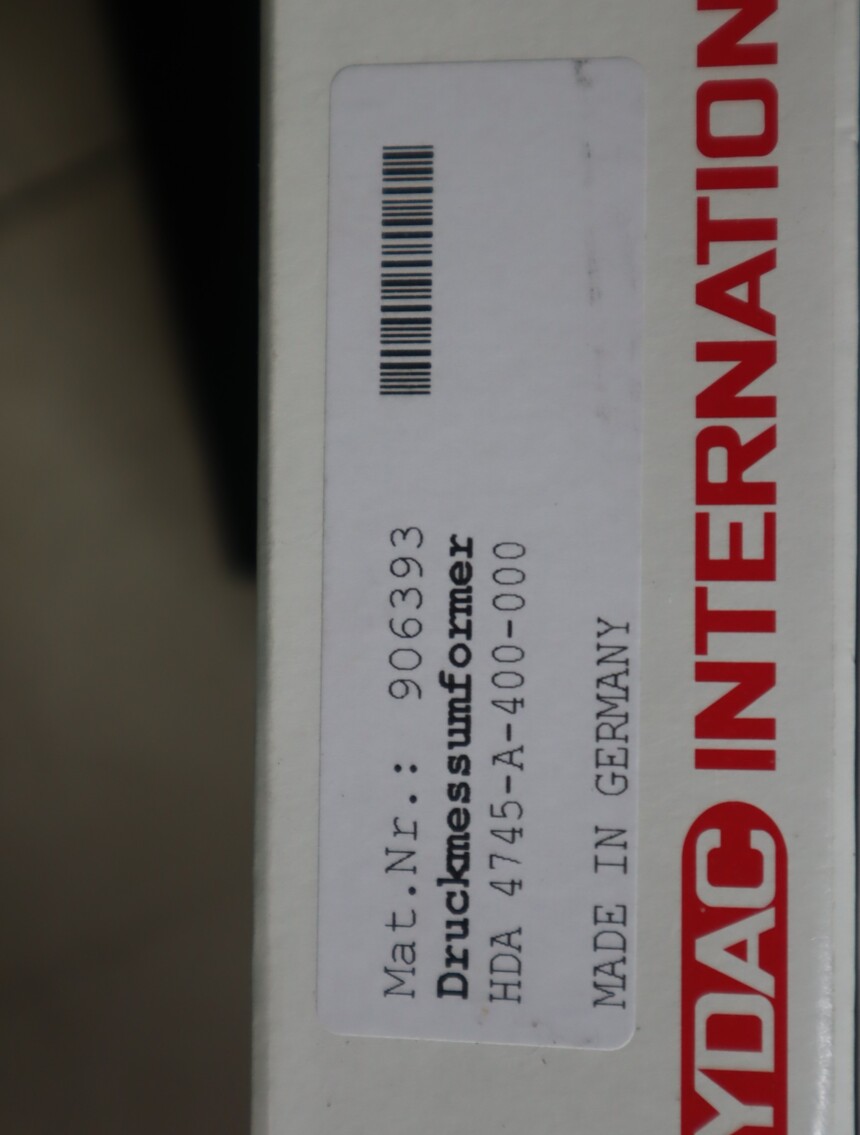 Mat.Nr.: 906393
Druckmessumformer
HDA 4745-A-400-000
MADE IN GERMANY
YDAC INTERNATION